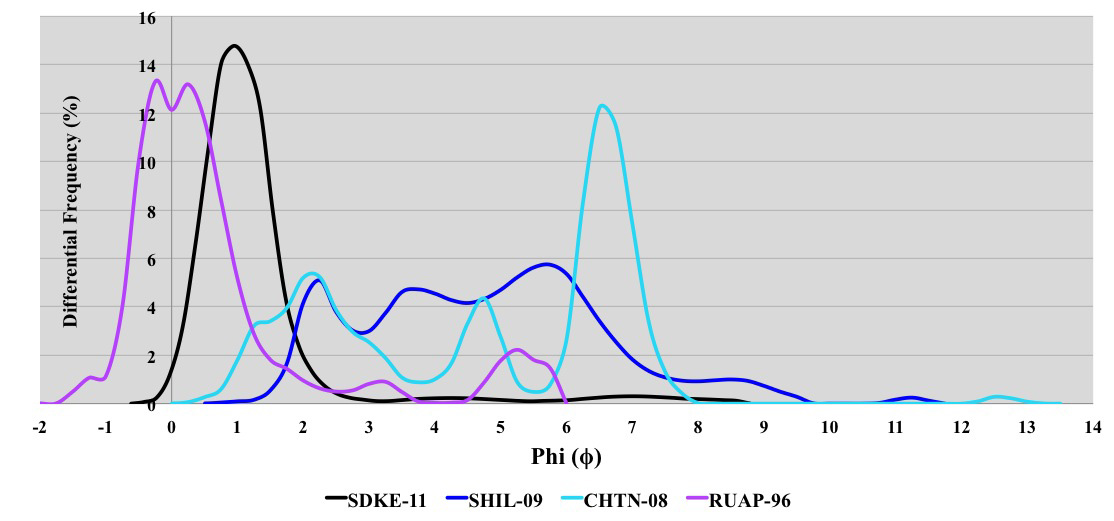 16
14
12
10
8
6
4
2
0
Differential Frequency (%)
-2 -1 0 1 2 3 4 5 6 7 8 9 10 11 12 13 14
Phi (ϕ)
SDKE-11 SHIL-09 CHTN-08 RUAP-96